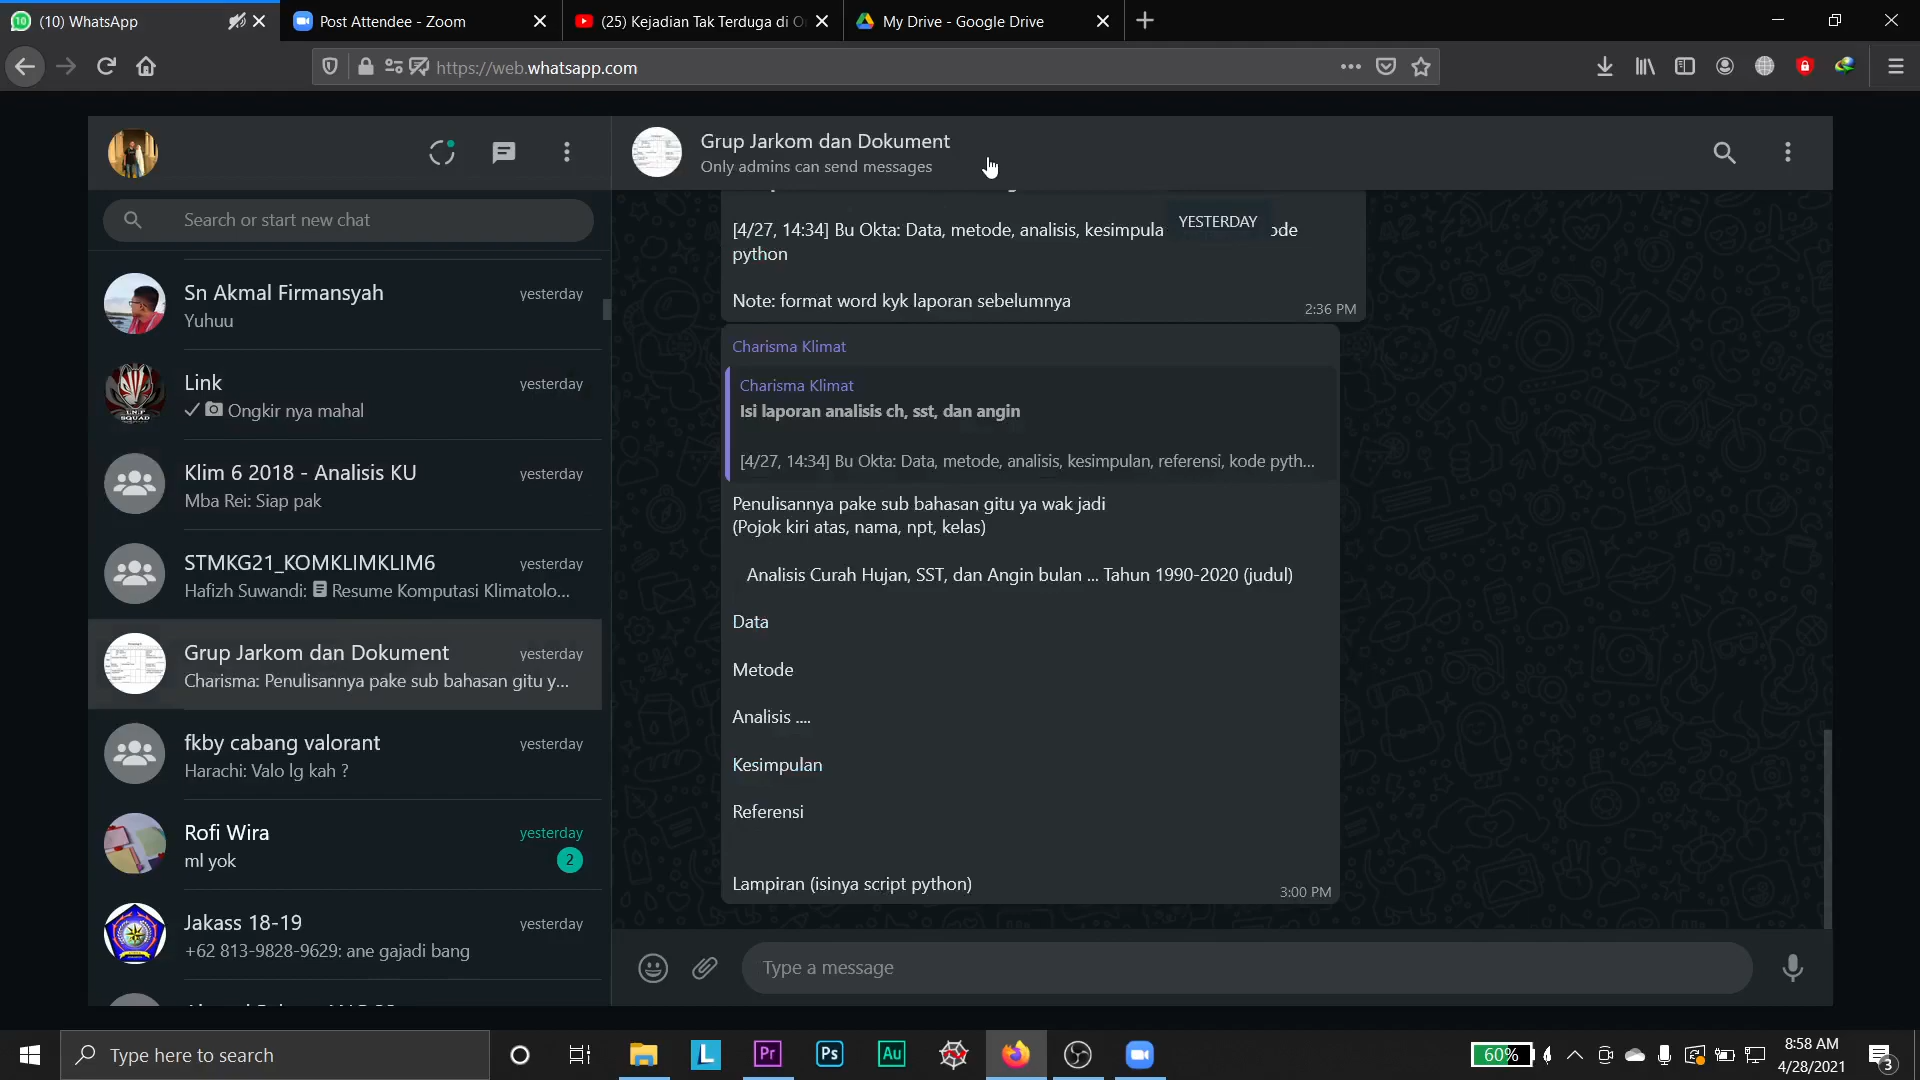 (10) WhatsApp
Post Attendee - Zoom
(25) Kejadian Tak Terduga di O
My Drive - Google Drive
https://web.whatsapp.com
Search or start new chat
Sn Akmal Firmansyah
yesterday
Yuhuu
Link
yesterday
Ongkir nya mahal
Klim 6 2018 - Analisis KU
yesterday
Mba Rei: Siap pak
STMKG21_KOMKLIMKLIM6
yesterday
Hafizh Suwandi: Resume Komputasi Klimatolo...
Grup Jarkom dan Dokument
yesterday
Charisma: Penulisannya pake sub bahasan gitu y...
fkby cabang valorant
yesterday
Harachi: Valo lg kah ?
Rofi Wira
yesterday
ml yok
2
Jakass 18-19
yesterday
+62 813-9828-9629: ane gajadi bang
Grup Jarkom dan Dokument
Only admins can send messages
YESTERDAY
[4/27, 14:34] Bu Okta: Data, metode, analisis, kesimpula
python
Note: format word kyk laporan sebelumnya
2:36 PM
Charisma Klimat
Charisma Klimat
Isi laporan analisis ch, sst, dan angin
[4/27, 14:34] Bu Okta: Data, metode, analisis, kesimpulan, referensi, kode pyth...
Penulisannya pake sub bahasan gitu ya wak jadi
(Pojok kiri atas, nama, npt, kelas)
Analisis Curah Hujan, SST, dan Angin bulan ... Tahun 1990-2020 (judul)
Data
Metode
Analisis ....
Kesimpulan
Referensi
Lampiran (isinya script python)
3:00 PM
Type a message
Type here to search
L
Pr
Ps
Au
60%
8:58 AM
4/28/2021
3